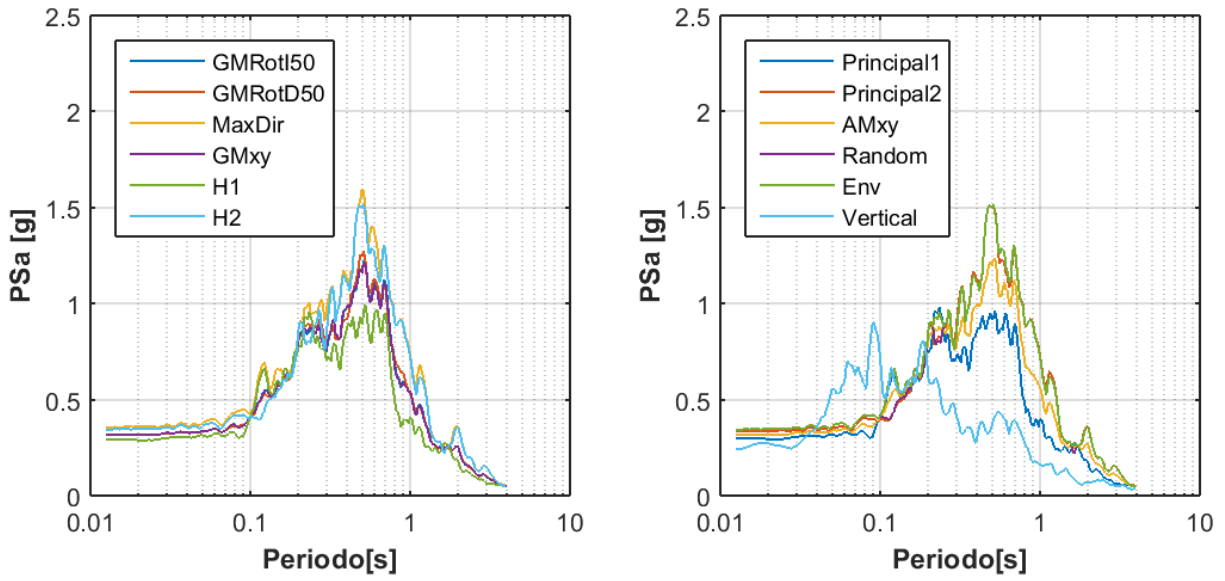 2.5
2
1.5
1
0.5
0
PSa [g]
GMRotI50
GMRotD50
MaxDir
GMxy
H1
H2
0.01
0.1
1
10
Periodo[s]
2.5
2
1.5
1
0.5
0
PSa [g]
Principal1
Principal2
AMxy
Random
Env
Vertical
0.01
0.1
1
10
Periodo[s]